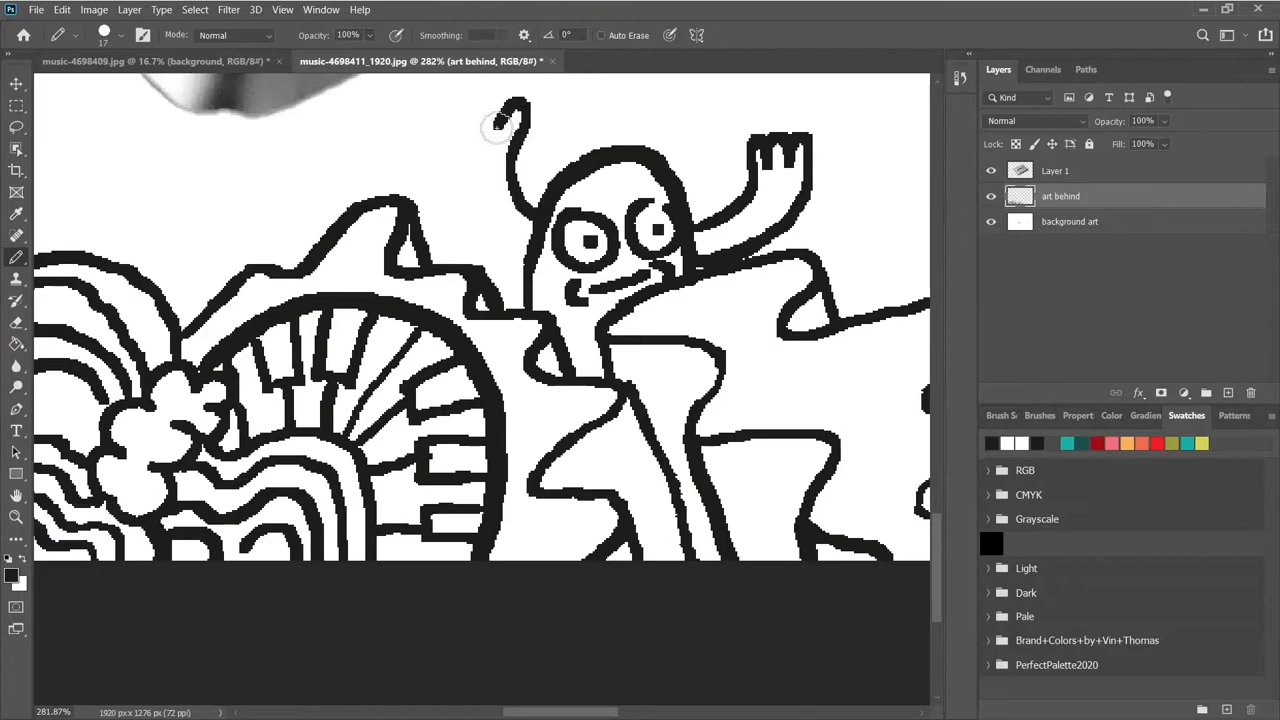 Ps File Edit Image Layer Type Select Filter 3D View Window Help
17 Mode: Normal Opacity: 100% Smoothing: 0° Auto Erase
music-4698409.jpg @ 16.7% (background, RGB/8#) * × music-4698411_1920.jpg @ 282% (art behind, RGB/8#) * ×
Layers Channels Paths
Kind
Normal Opacity: 100%
Lock: Fill: 100%
Layer 1
art behind
background art
Brush S Brushes Propert Color Gradien Swatches Patterns
RGB
CMYK
Grayscale
Light
Dark
Pale
Brand+Colors+by+Vin+Thomas
PerfectPalette2020
281.87% 1920 px x 1276 px (72 ppi)